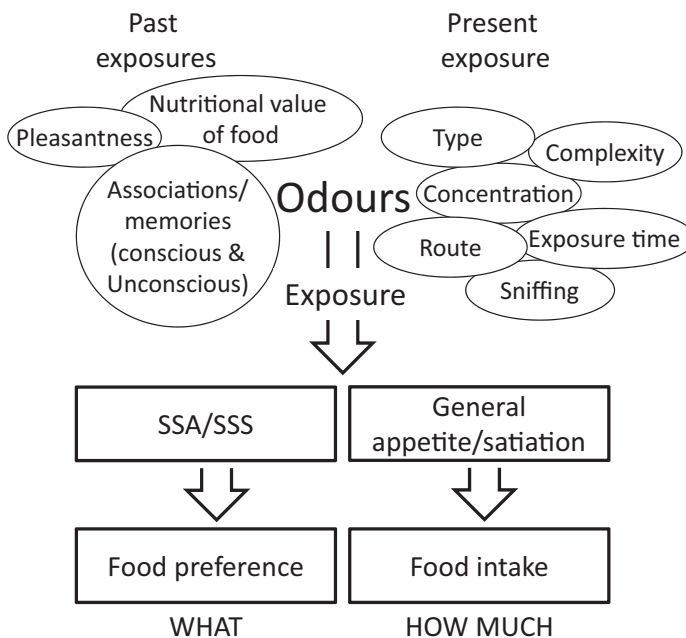 Past
exposures
Present
exposure
Nutritional value
of food
Pleasantness
Associations/
memories
(conscious &
Unconscious)
Odours
Exposure
Type
Complexity
Concentration
Route
Exposure time
Sniffing
SSA/SSS
General
appetite/satiation
Food preference
Food intake
WHAT
HOW MUCH